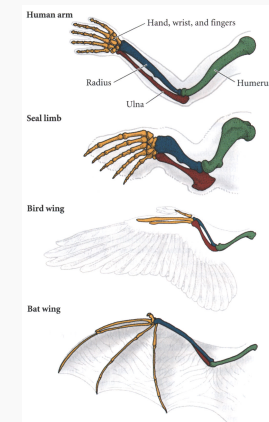 Human arm
Hand, wrist, and fingers
Radius
Humeru
Ulna
Seal limb
Bird wing
Bat wing